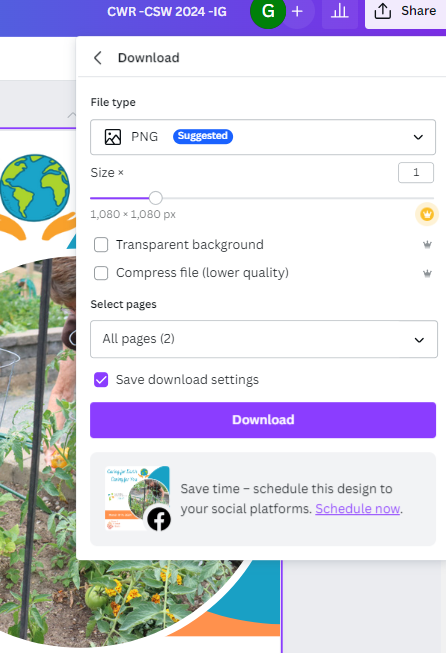 CWR -CSW 2024 -IG
G
+
Share
Download
File type
PNG Suggested
Size ×
1
1,080 × 1,080 px
Transparent background
Compress file (lower quality)
Select pages
All pages (2)
Save download settings
Download
Save time – schedule this design to
your social platforms. Schedule now.